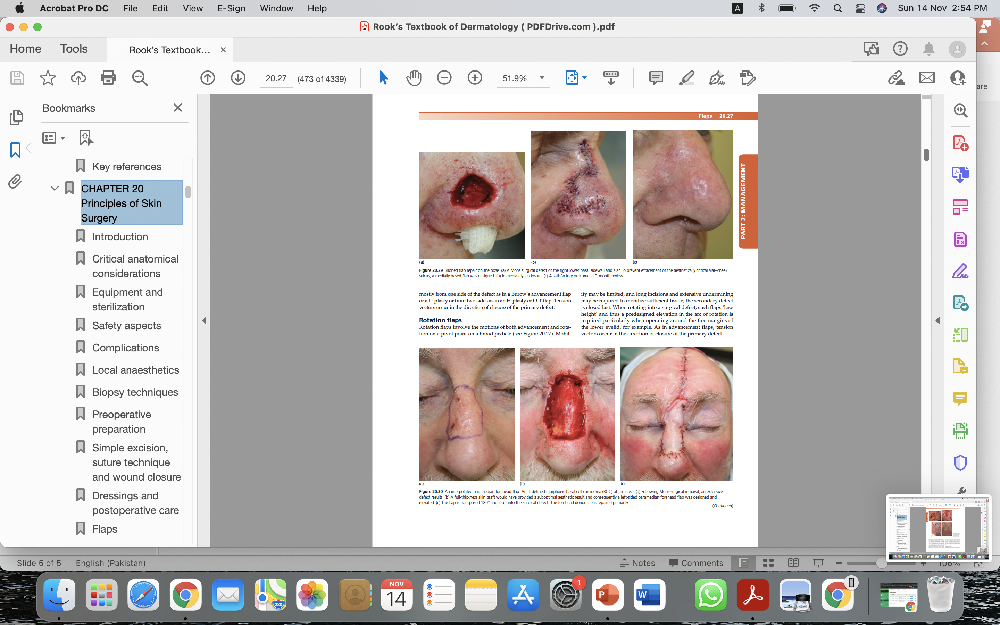 Acrobat Pro DC File Edit View E-Sign Window Help A Sun 14 Nov 2:54 PM
Rook's Textbook of Dermatology ( PDFDrive.com ).pdf
Home Tools Rook's Textbook... ×
20.27 (473 of 4339) 51.9%
are
Bookmarks
Key references
CHAPTER 20
Principles of Skin
Surgery
Introduction
Critical anatomical
considerations
Equipment and
sterilization
Safety aspects
Complications
Local anaesthetics
Biopsy techniques
Preoperative
preparation
Simple excision,
suture technique
and wound closure
Dressings and
postoperative care
Flaps
Flaps 20.27
PART 2: MANAGEMENT
(a) (b) (c)
Figure 20.29 Bilobed flap repair on the nose. (a) A Mohs surgical defect of the right lower nasal sidewall and alar. To prevent effacement of the aesthetically critical alar–cheek
sulcus, a medially based flap was designed. (b) Immediately at closure. (c) A satisfactory outcome at 3-month review.
mostly from one side of the defect as in a Burow's advancement flap
or a U-plasty or from two sides as in an H-plasty or O-T flap. Tension
vectors occur in the direction of closure of the primary defect.
Rotation flaps
Rotation flaps involve the motions of both advancement and rota-
tion on a pivot point on a broad pedicle (see Figure 20.27). Mobil-
ity may be limited, and long incisions and extensive undermining
may be required to mobilize sufficient tissue; the secondary defect
is closed last. When rotating into a surgical defect, such flaps 'lose
height' and thus a predesigned elevation in the arc of rotation is
required particularly when operating around the free margins of
the lower eyelid, for example. As in advancement flaps, tension
vectors occur in the direction of closure of the primary defect.
(a) (b) (c)
Figure 20.30 An interpolated paramedian forehead flap. An ill-defined morphoeic basal cell carcinoma (BCC) of the nose. (a) Following Mohs surgical removal, an extensive
defect results. (b) A full-thickness skin graft would have provided a suboptimal aesthetic result and consequently a left-sided paramedian forehead flap was designed and
elevated. (c) The flap is transposed 180° and inset into the surgical defect. The forehead donor site is repaired primarily.
(Continued)
Slide 5 of 5 English (Pakistan) Notes Comments 106%
NOV
14
280
1
P
W